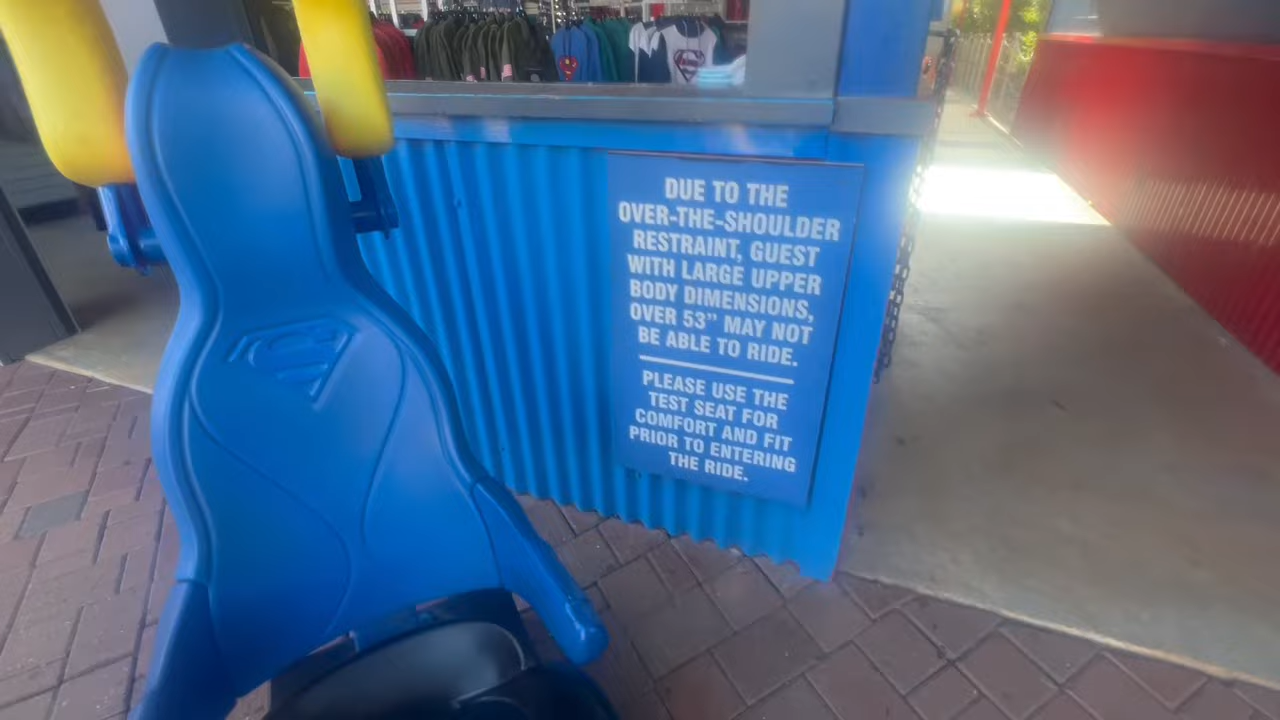 DUE TO THE
OVER-THE-SHOULDER
RESTRAINT, GUEST
WITH LARGE UPPER
BODY DIMENSIONS,
OVER 53” MAY NOT
BE ABLE TO RIDE.
PLEASE USE THE
TEST SEAT FOR
COMFORT AND FIT
PRIOR TO ENTERING
THE RIDE.